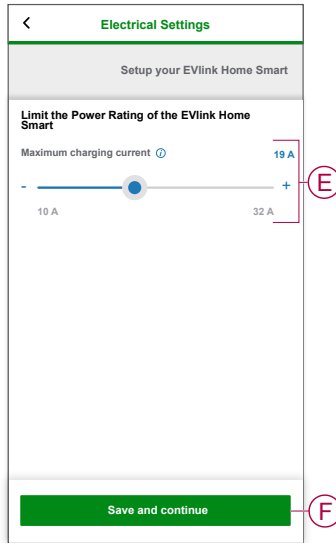 Electrical Settings
Setup your EVlink Home Smart
Limit the Power Rating of the EVlink Home
Smart
Maximum charging current
19 A
- +
10 A 32 A
E
Save and continue
F